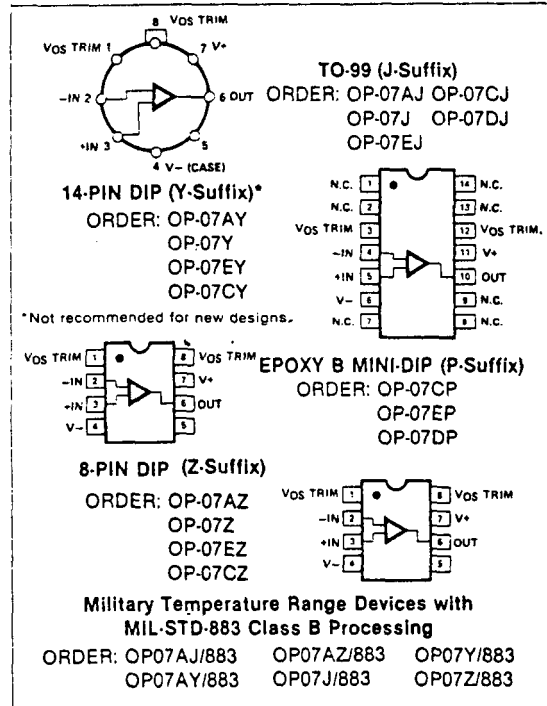 8 VOS TRIM
VOS TRIM 1
7 V+
-IN 2
6 OUT
+IN 3
5
4 V- (CASE)
TO-99 (J-Suffix)
ORDER: OP-07AJ OP-07CJ
OP-07J OP-07DJ
OP-07EJ
14-PIN DIP (Y-Suffix)*
ORDER: OP-07AY
OP-07Y
OP-07EY
OP-07CY
*Not recommended for new designs.
N.C. 1 14 N.C.
N.C. 2 13 N.C.
VOS TRIM 3 12 VOS TRIM.
-IN 4 11 V+
+IN 5 10 OUT
V- 6 9 N.C.
N.C. 7 8 N.C.
VOS TRIM 1 8 VOS TRIM
-IN 2 7 V+
+IN 3 6 OUT
V- 4 5
EPOXY B MINI-DIP (P-Suffix)
ORDER: OP-07CP
OP-07EP
OP-07DP
8-PIN DIP (Z-Suffix)
ORDER: OP-07AZ
OP-07Z
OP-07EZ
OP-07CZ
VOS TRIM 1 8 VOS TRIM
-IN 2 7 V+
+IN 3 6 OUT
V- 4 5
Military Temperature Range Devices with
MIL-STD-883 Class B Processing
ORDER: OP07AJ/883 OP07AZ/883 OP07Y/883
OP07AY/883 OP07J/883 OP07Z/883